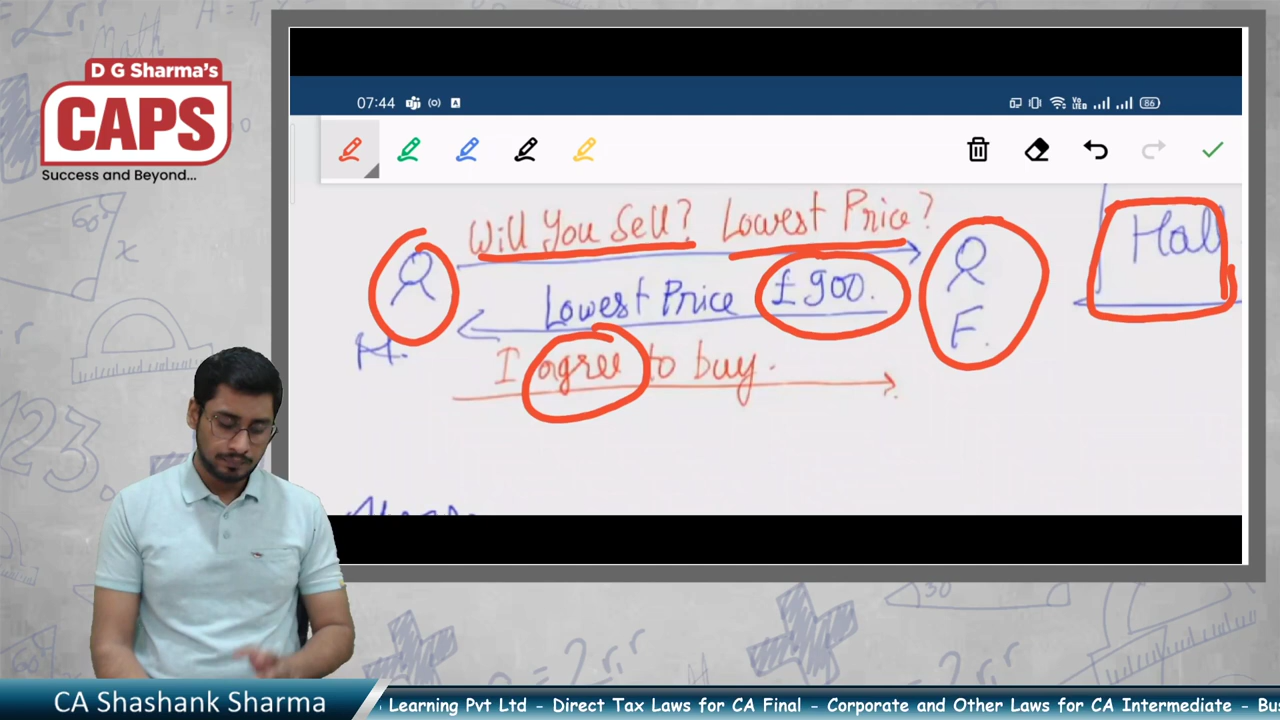 D G Sharma's
CAPS
Success and Beyond...
07:44
86
Will You Sell? Lowest Price?
Lowest Price £900.
H.
F.
Hall
I agree to buy.
CA Shashank Sharma
Learning Pvt Ltd - Direct Tax Laws for CA Final - Corporate and Other Laws for CA Intermediate - Bus